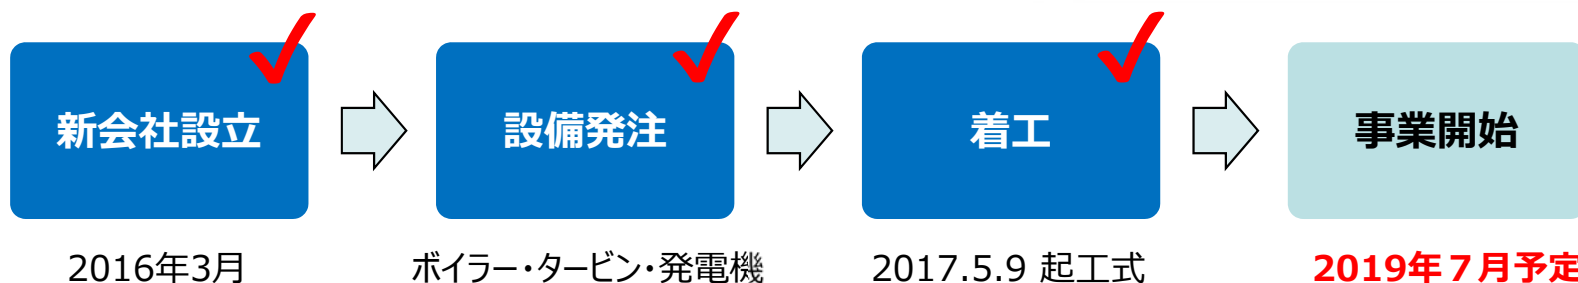 新会社設立
設備発注
着工
事業開始
2016年3月
ボイラー・タービン・発電機
2017.5.9 起工式
2019年７月予定